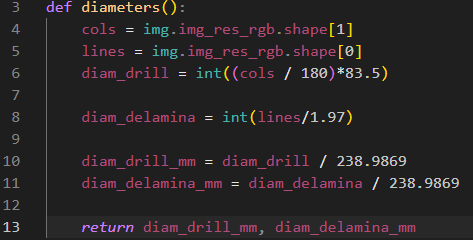 3 def diameters():
4     cols = img.img_res_rgb.shape[1]
5     lines = img.img_res_rgb.shape[0]
6     diam_drill = int((cols / 180)*83.5)
7
8     diam_delamina = int(lines/1.97)
9
10     diam_drill_mm = diam_drill / 238.9869
11     diam_delamina_mm = diam_delamina / 238.9869
12
13     return diam_drill_mm, diam_delamina_mm